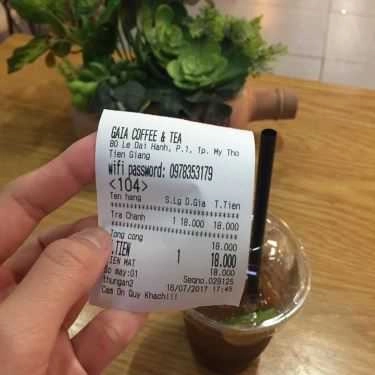 GAIA COFFEE & TEA
80 Le Dai Hanh, P.1, Tp. My Tho
Tien Giang
wifi password: 0978353179
<104>
Ten hang S.Lg D.Gia T.Tien
Tra Chanh 1 18.000 18.000
Tong cong 18.000
T.TIEN 1 18.000
TIEN MAT 18.000
So may:01 Seqno.029125
thungan2 18/07/2017 17:45
Cam On Quy Khach!!!